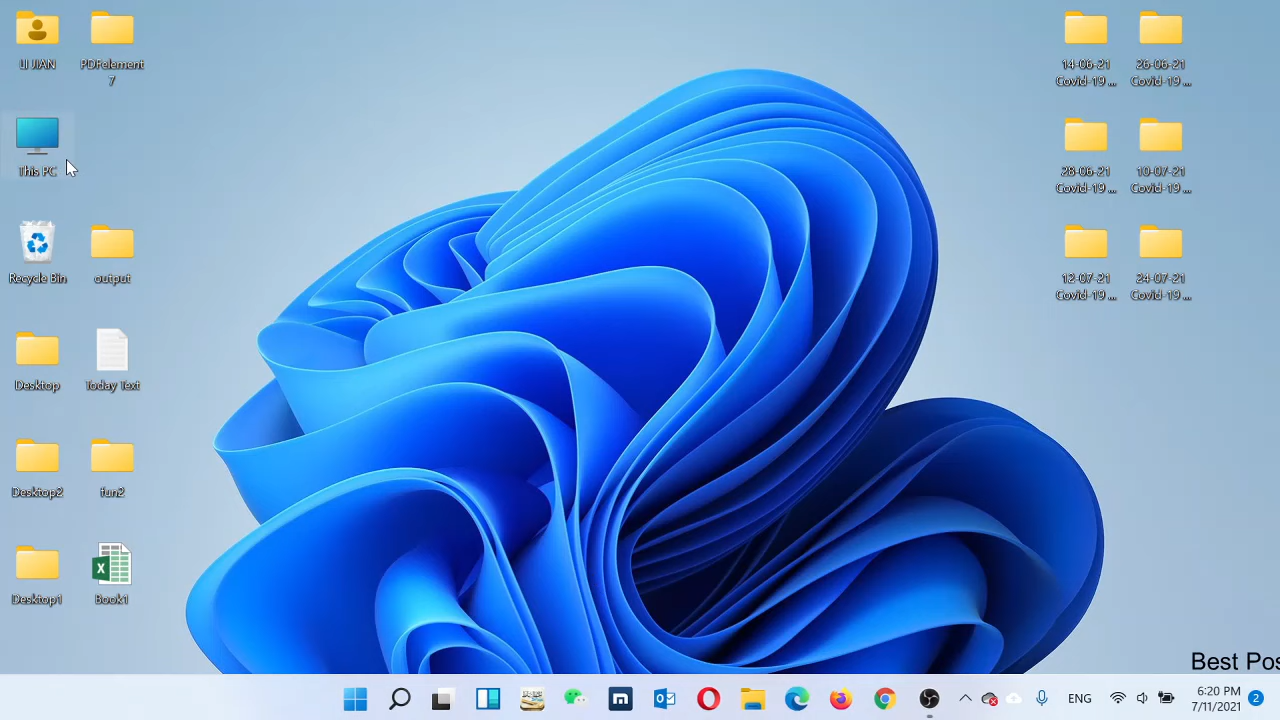 LI JIAN
PDFelement
7
This PC
Recycle Bin
output
Desktop
Today Text
Desktop2
fun2
Desktop1
Book1
14-06-21
Covid-19 ...
26-06-21
Covid-19 ...
28-06-21
Covid-19 ...
10-07-21
Covid-19 ...
12-07-21
Covid-19 ...
24-07-21
Covid-19 ...
Best Pos
ENG
6:20 PM
7/11/2021
2